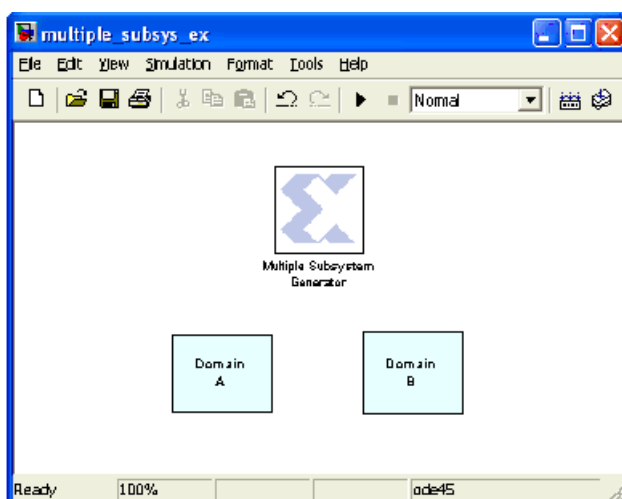 multiple_subsys_ex
File Edit View Simulation Format Tools Help
Normal
Multiple Subsystem
Generator
Domain
A
Domain
B
Ready 100% ode45